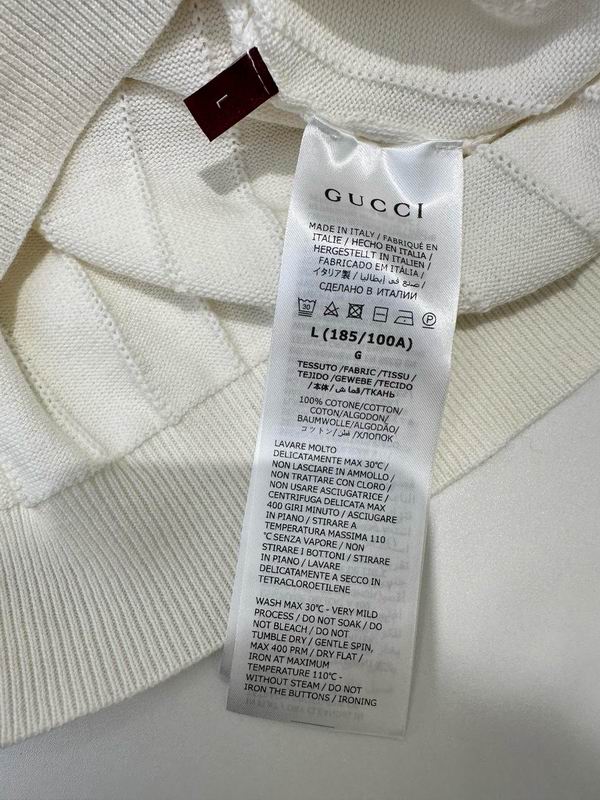 L
GUCCI
MADE IN ITALY / FABRIQUÉ EN
ITALIE / HECHO EN ITALIA /
HERGESTELLT IN ITALIEN /
FABRICADO EM ITÁLIA /
イタリア製 / صنع في إيطاليا /
СДЕЛАНО В ИТАЛИИ
30 P
L (185/100A)
G
TESSUTO /FABRIC /TISSU /
TEJIDO /GEWEBE /TECIDO
/本体/ قماش /ТКАНЬ
100% COTONE/COTTON/
COTON/ALGODON/
BAUMWOLLE/ALGODÃO/
コットン/ قطن /ХЛОПОК
LAVARE MOLTO
DELICATAMENTE MAX 30℃ /
NON LASCIARE IN AMMOLLO /
NON TRATTARE CON CLORO /
NON USARE ASCIUGATRICE /
CENTRIFUGA DELICATA MAX
400 GIRI MINUTO / ASCIUGARE
IN PIANO / STIRARE A
TEMPERATURA MASSIMA 110
℃ SENZA VAPORE / NON
STIRARE I BOTTONI / STIRARE
IN PIANO / LAVARE
DELICATAMENTE A SECCO IN
TETRACLOROETILENE
WASH MAX 30℃ - VERY MILD
PROCESS / DO NOT SOAK / DO
NOT BLEACH / DO NOT
TUMBLE DRY / GENTLE SPIN,
MAX 400 PRM / DRY FLAT /
IRON AT MAXIMUM
TEMPERATURE 110℃ -
WITHOUT STEAM / DO NOT
IRON THE BUTTONS / IRONING